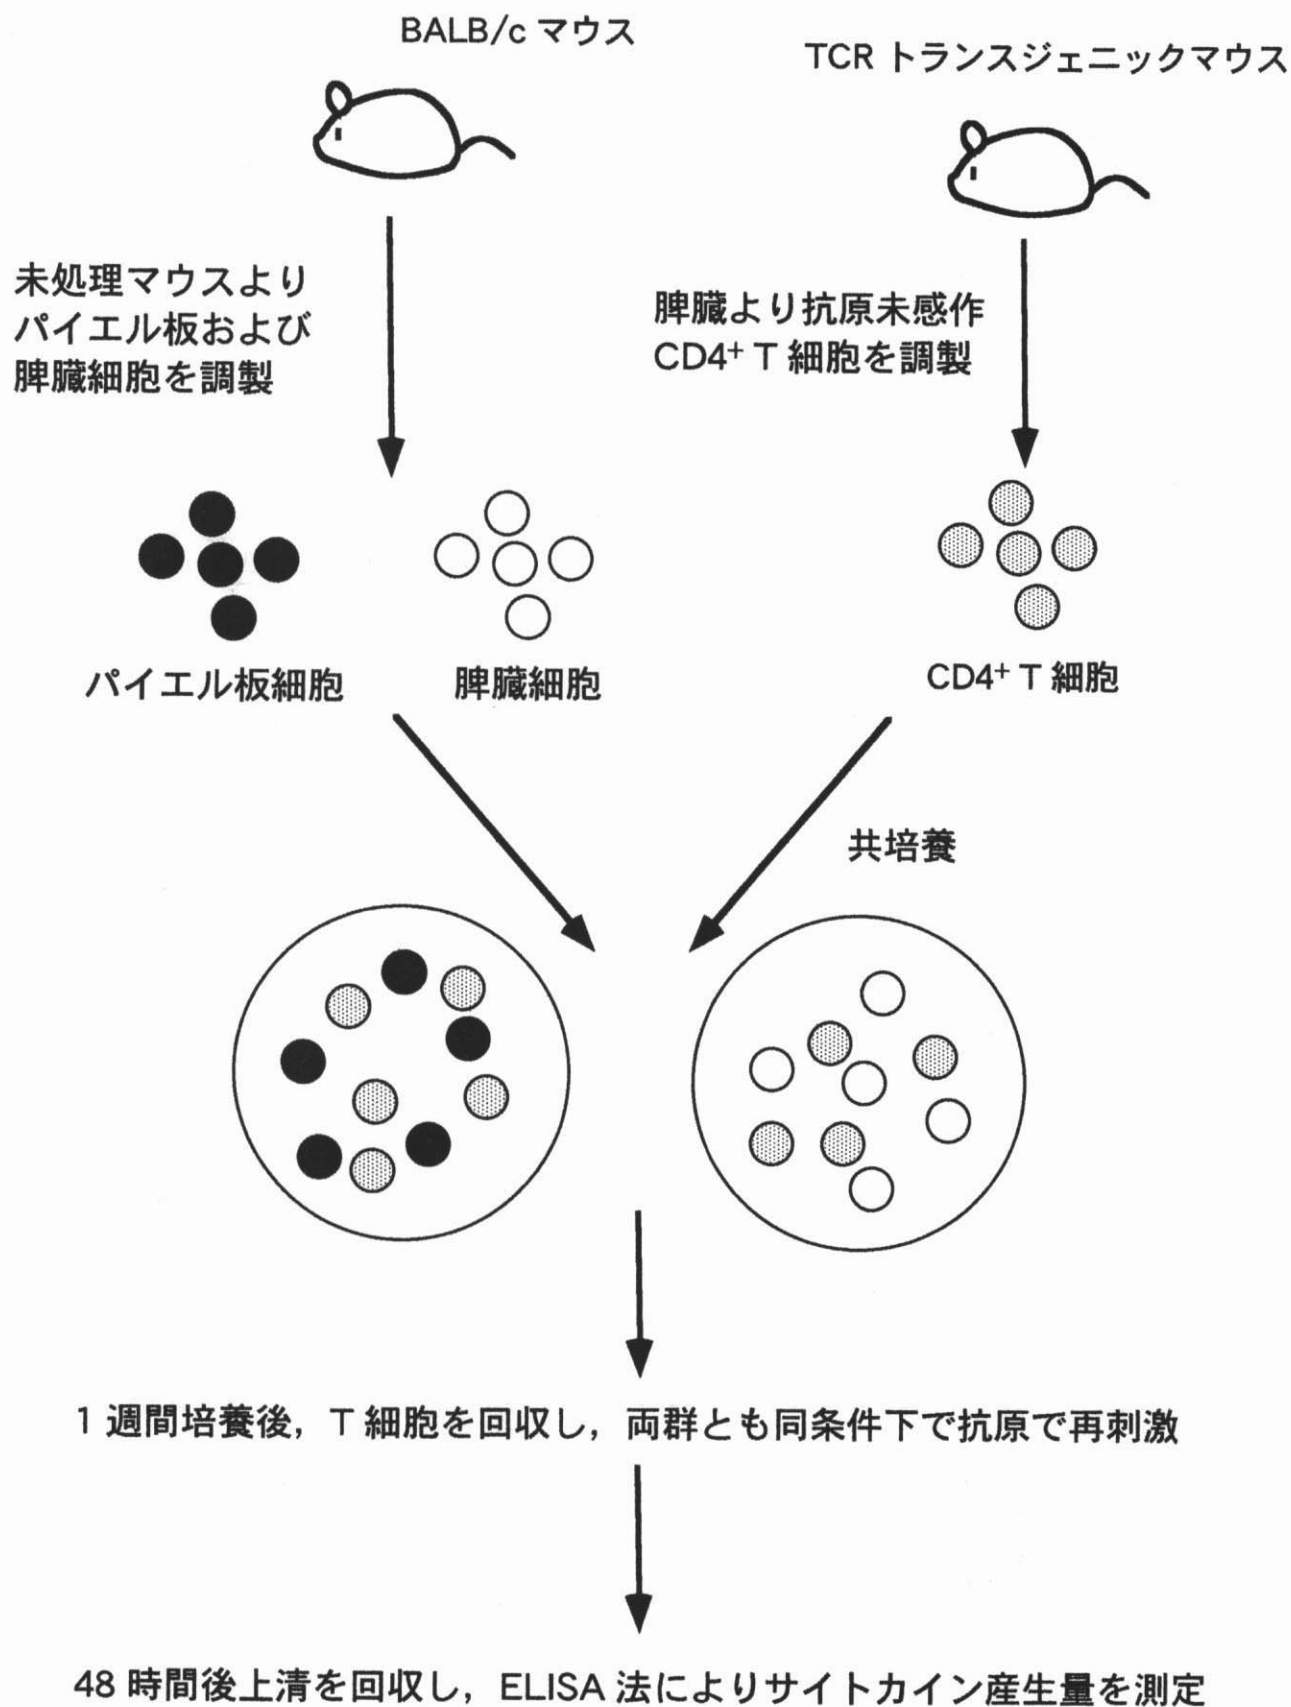 BALB/c マウス
TCR トランスジェニックマウス
未処理マウスより
パイエル板および
脾臓細胞を調製
脾臓より抗原未感作
CD4⁺ T 細胞を調製
パイエル板細胞
脾臓細胞
CD4⁺ T 細胞
共培養
1 週間培養後，T 細胞を回収し，両群とも同条件下で抗原で再刺激
48 時間後上清を回収し，ELISA 法によりサイトカイン産生量を測定